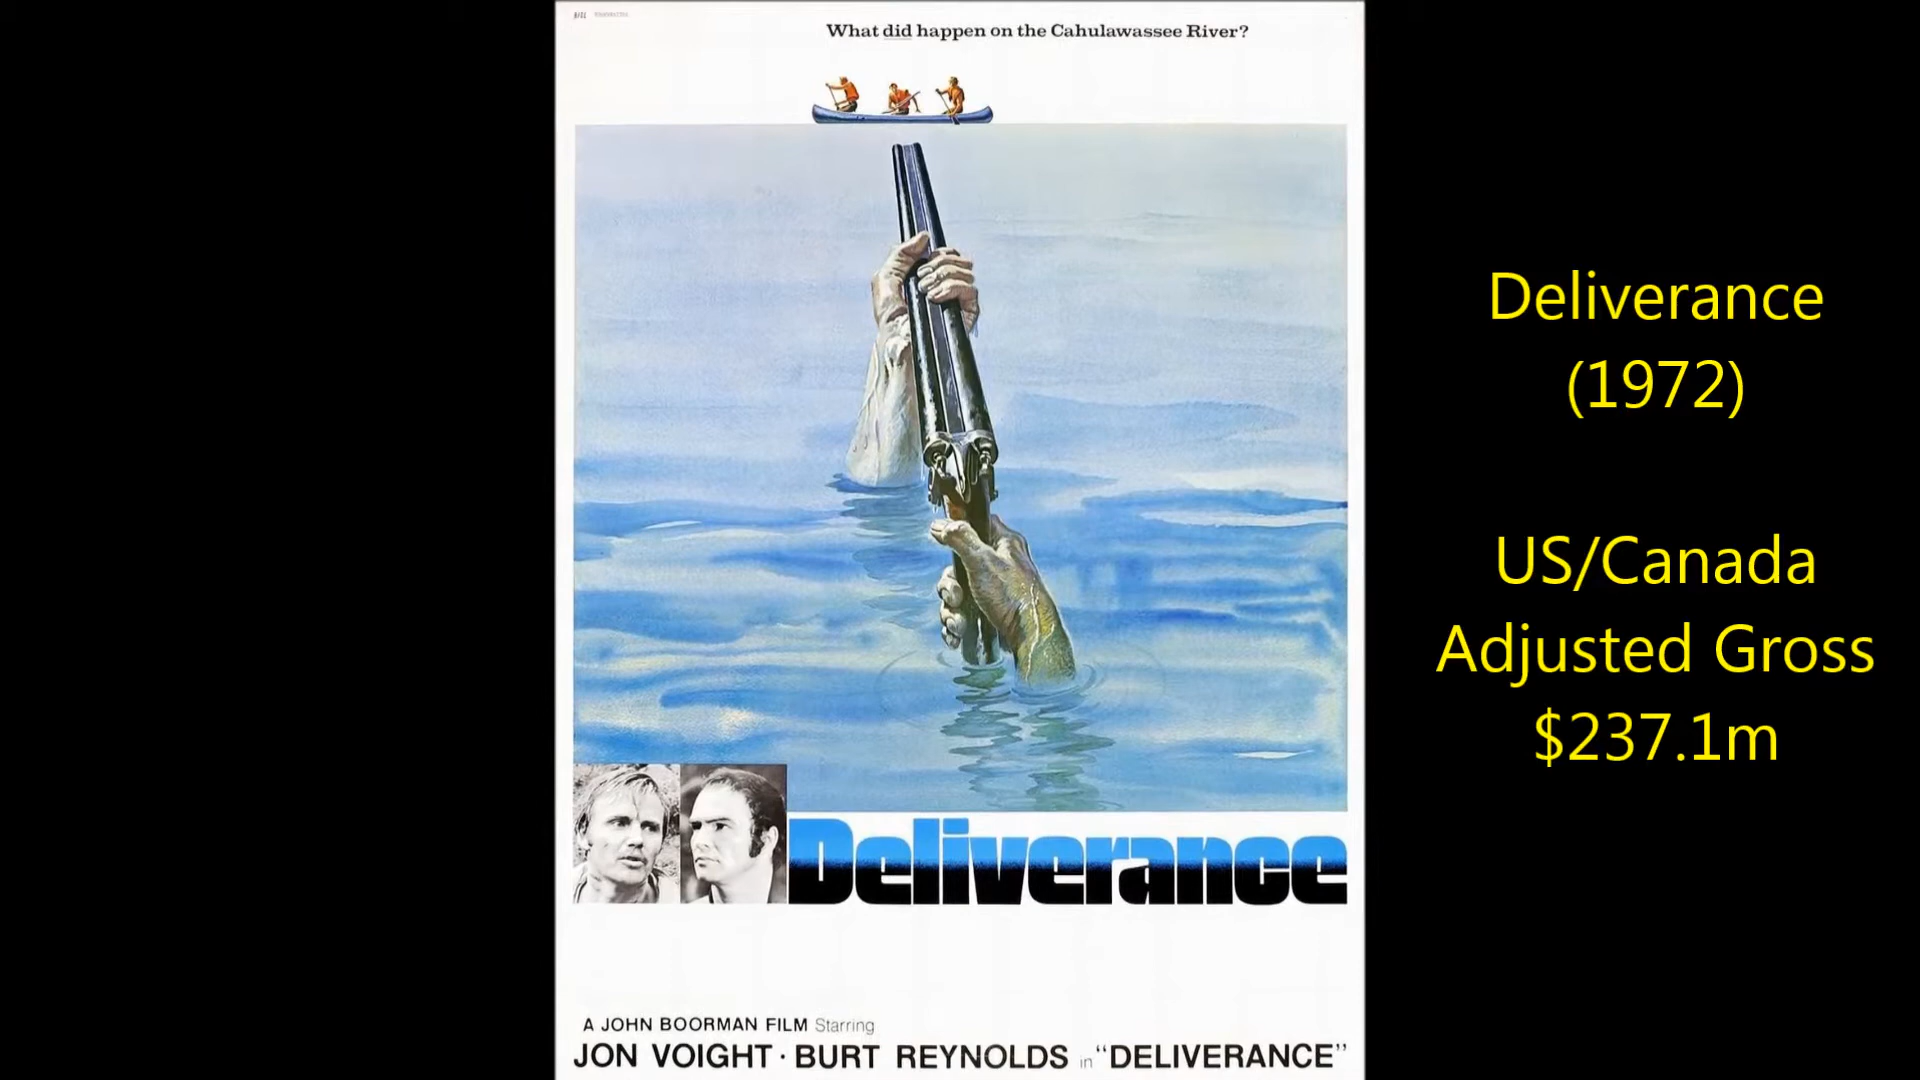 What did happen on the Cahulawassee River?
Deliverance
A JOHN BOORMAN FILM Starring
JON VOIGHT · BURT REYNOLDS in "DELIVERANCE"
Deliverance
(1972)
US/Canada
Adjusted Gross
$237.1m